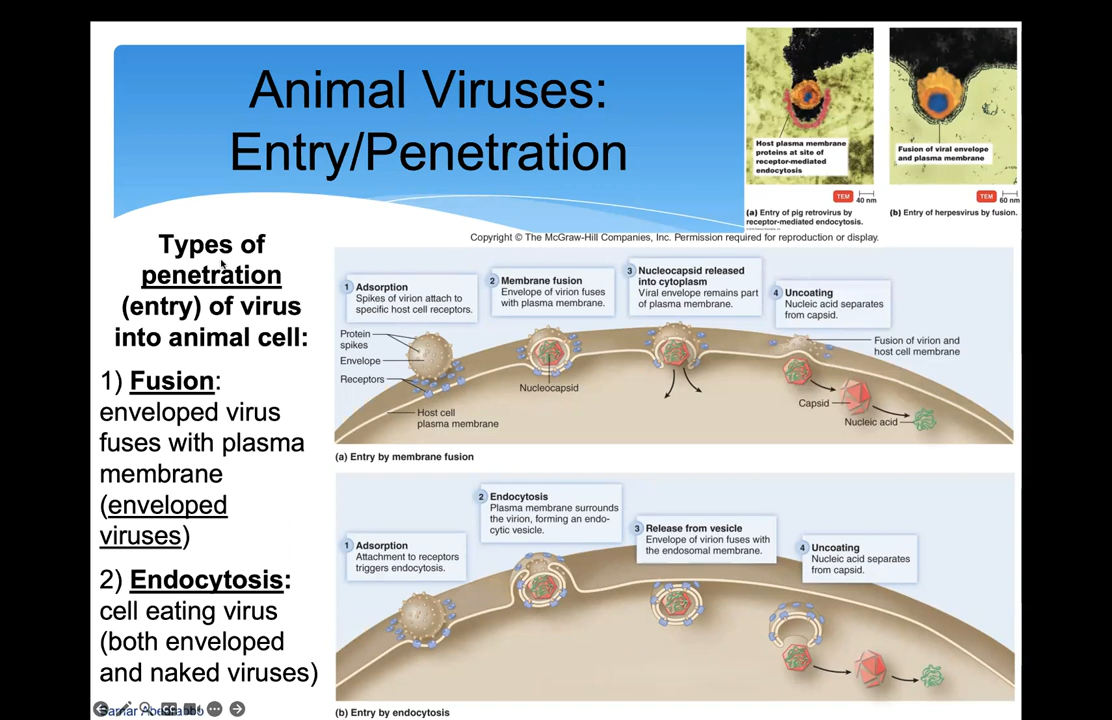 Animal Viruses:
Entry/Penetration
Host plasma membrane
proteins at site of
receptor-mediated
endocytosis
TEM
40 nm
(a) Entry of pig retrovirus by
receptor-mediated endocytosis.
Fusion of viral envelope
and plasma membrane
TEM
60 nm
(b) Entry of herpesvirus by fusion.
Copyright © The McGraw-Hill Companies, Inc. Permission required for reproduction or display.
Types of
penetration
(entry) of virus
into animal cell:
1) Fusion:
enveloped virus
fuses with plasma
membrane
(enveloped
viruses)
2) Endocytosis:
cell eating virus
(both enveloped
and naked viruses)
1 Adsorption
Spikes of virion attach to
specific host cell receptors.
2 Membrane fusion
Envelope of virion fuses
with plasma membrane.
3 Nucleocapsid released
into cytoplasm
Viral envelope remains part
of plasma membrane.
4 Uncoating
Nucleic acid separates
from capsid.
Protein
spikes
Envelope
Receptors
Host cell
plasma membrane
Nucleocapsid
Fusion of virion and
host cell membrane
Capsid
Nucleic acid
(a) Entry by membrane fusion
1 Adsorption
Attachment to receptors
triggers endocytosis.
2 Endocytosis
Plasma membrane surrounds
the virion, forming an endo-
cytic vesicle.
3 Release from vesicle
Envelope of virion fuses with
the endosomal membrane.
4 Uncoating
Nucleic acid separates
from capsid.
(b) Entry by endocytosis